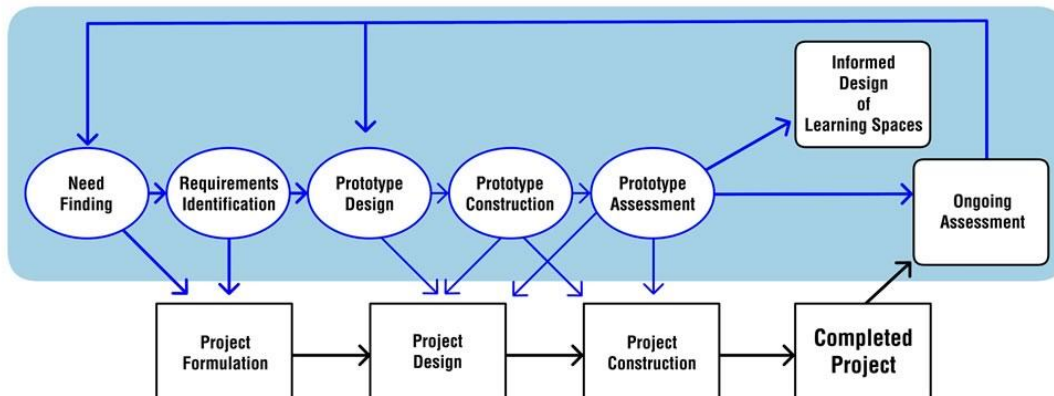 Informed
Design
of
Learning Spaces
Need
Finding
Requirements
Identification
Prototype
Design
Prototype
Construction
Prototype
Assessment
Ongoing
Assessment
Project
Formulation
Project
Design
Project
Construction
Completed
Project